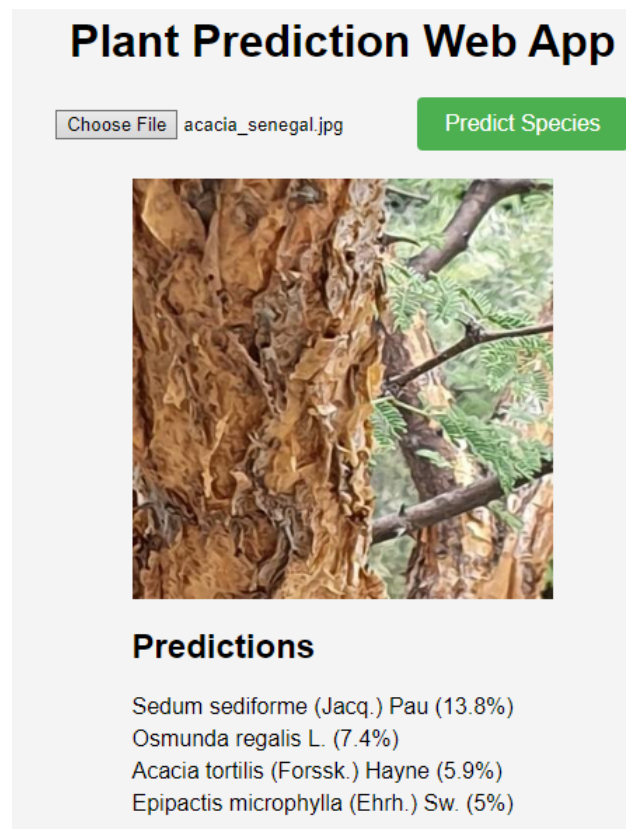 Plant Prediction Web App
Choose File acacia_senegal.jpg Predict Species
Predictions
Sedum sediforme (Jacq.) Pau (13.8%)
Osmunda regalis L. (7.4%)
Acacia tortilis (Forssk.) Hayne (5.9%)
Epipactis microphylla (Ehrh.) Sw. (5%)